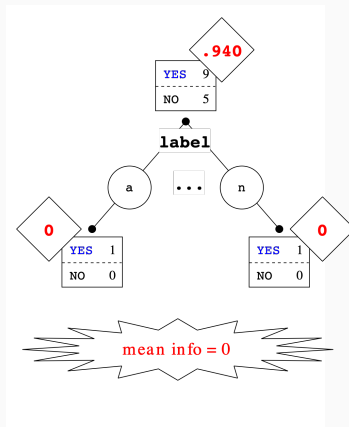 .940
YES 9
NO 5
label
a ... n
0 0
YES 1 YES 1
NO 0 NO 0
mean info = 0